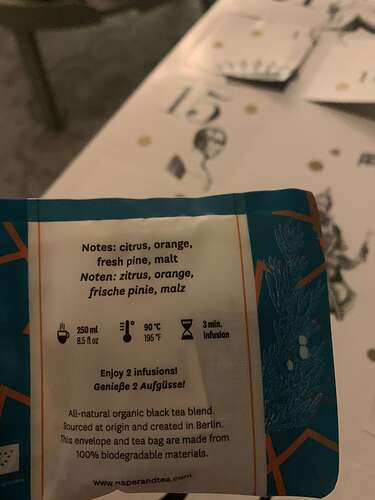 15
Notes: citrus, orange,
fresh pine, malt
Noten: zitrus, orange,
frische pinie, malz
250 ml
8.5 fl oz
90 °C
195 °F
3 min.
Infusion
Enjoy 2 infusions!
Genieße 2 Aufgüsse!
All-natural organic black tea blend.
Sourced at origin and created in Berlin.
This envelope and tea bag are made from
100% biodegradable materials.
www.paperandtea.com